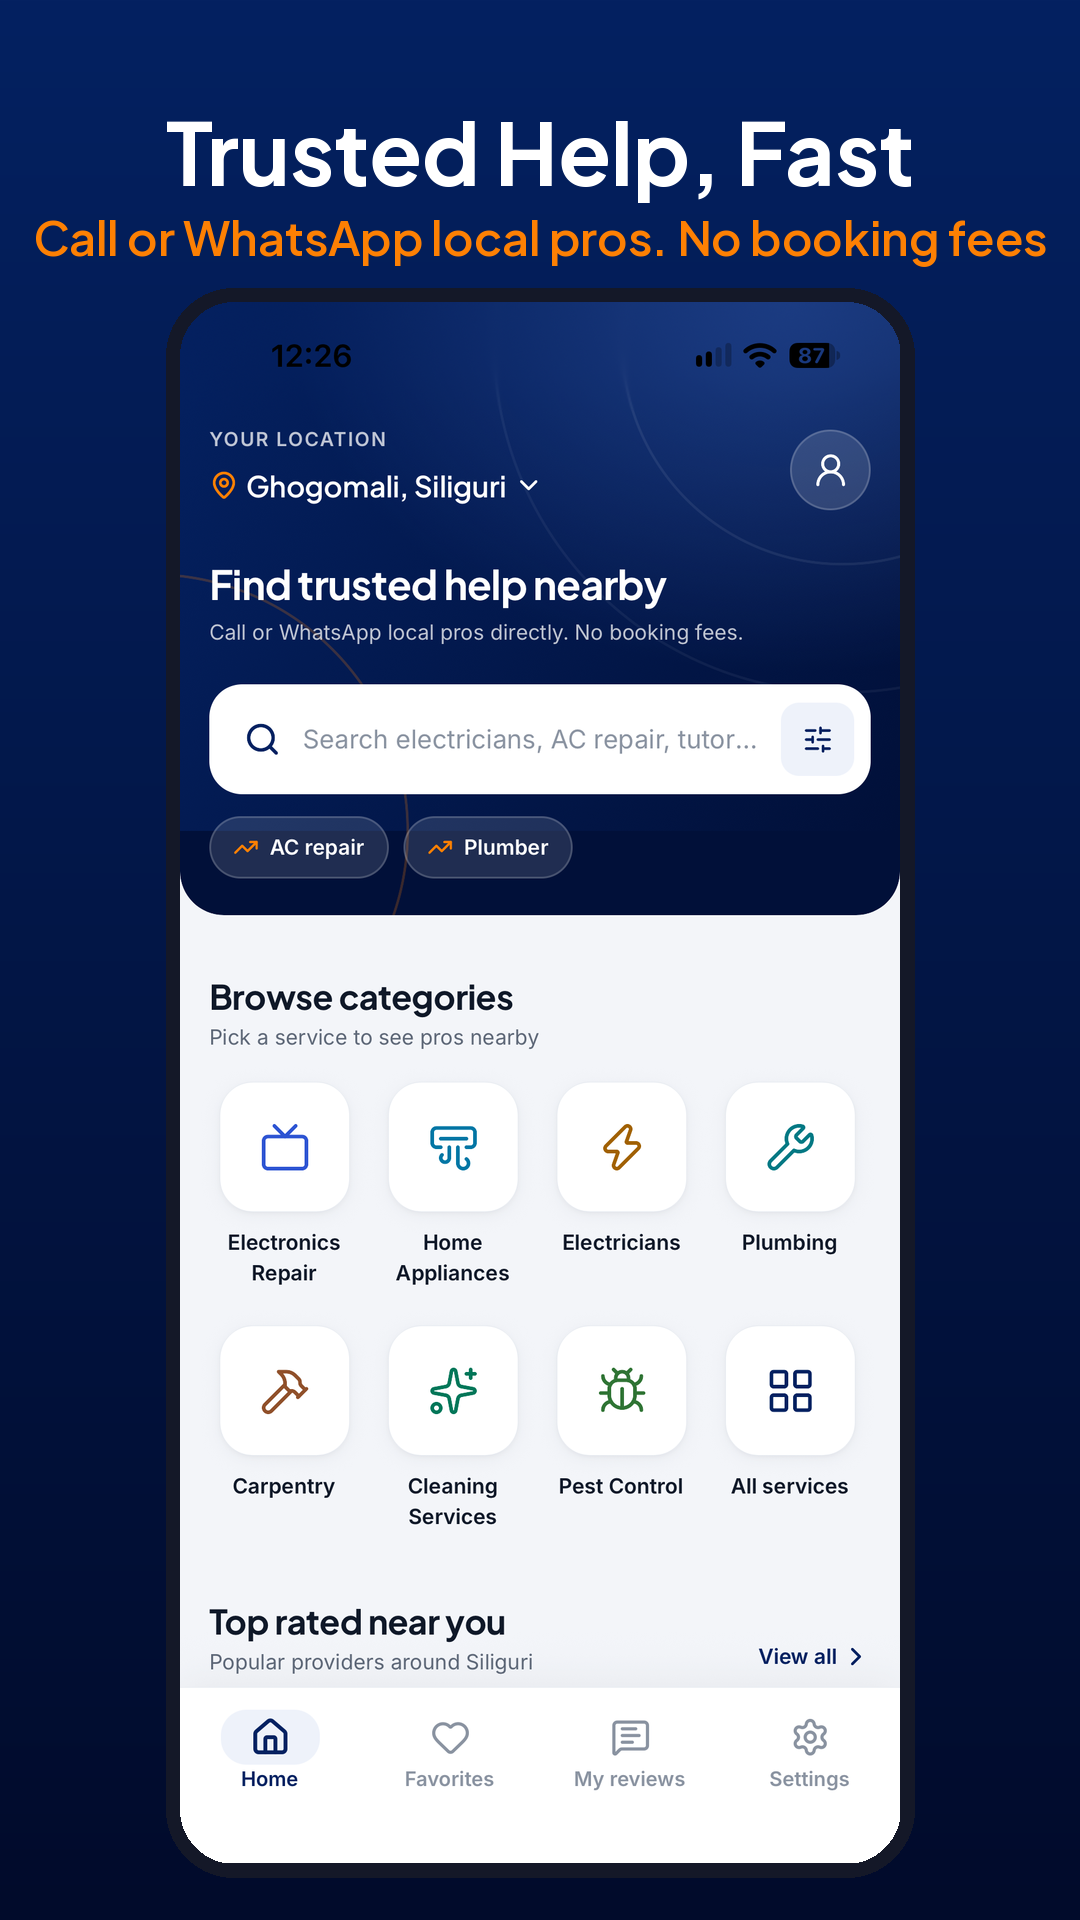 Trusted Help, Fast
Call or WhatsApp local pros. No booking fees
12:26
87
YOUR LOCATION
Ghogomali, Siliguri
Find trusted help nearby
Call or WhatsApp local pros directly. No booking fees.
Search electricians, AC repair, tutor...
AC repair
Plumber
Browse categories
Pick a service to see pros nearby
Electronics Repair
Home Appliances
Electricians
Plumbing
Carpentry
Cleaning Services
Pest Control
All services
Top rated near you
Popular providers around Siliguri
View all
Home
Favorites
My reviews
Settings